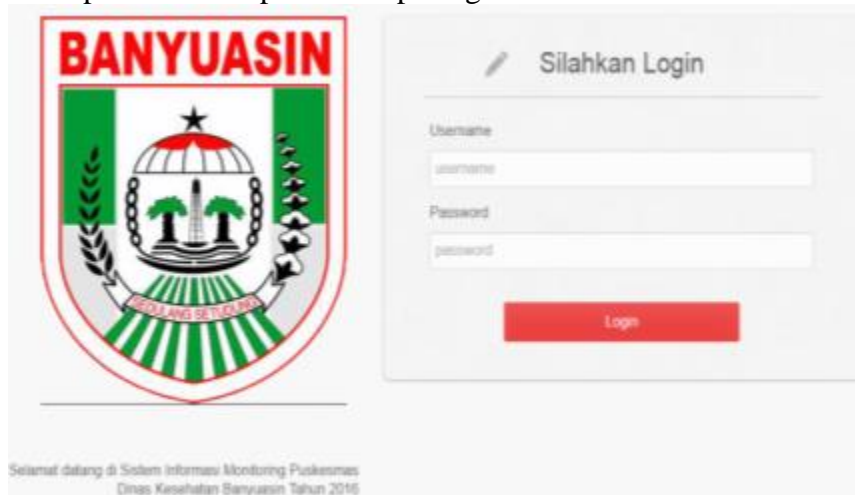 BANYUASIN
SEDULANG SETUDUNG
Silahkan Login
Username
username
Password
password
Login
Selamat datang di Sistem Informasi Monitoring Puskesmas
Dinas Kesehatan Banyuasin Tahun 2016